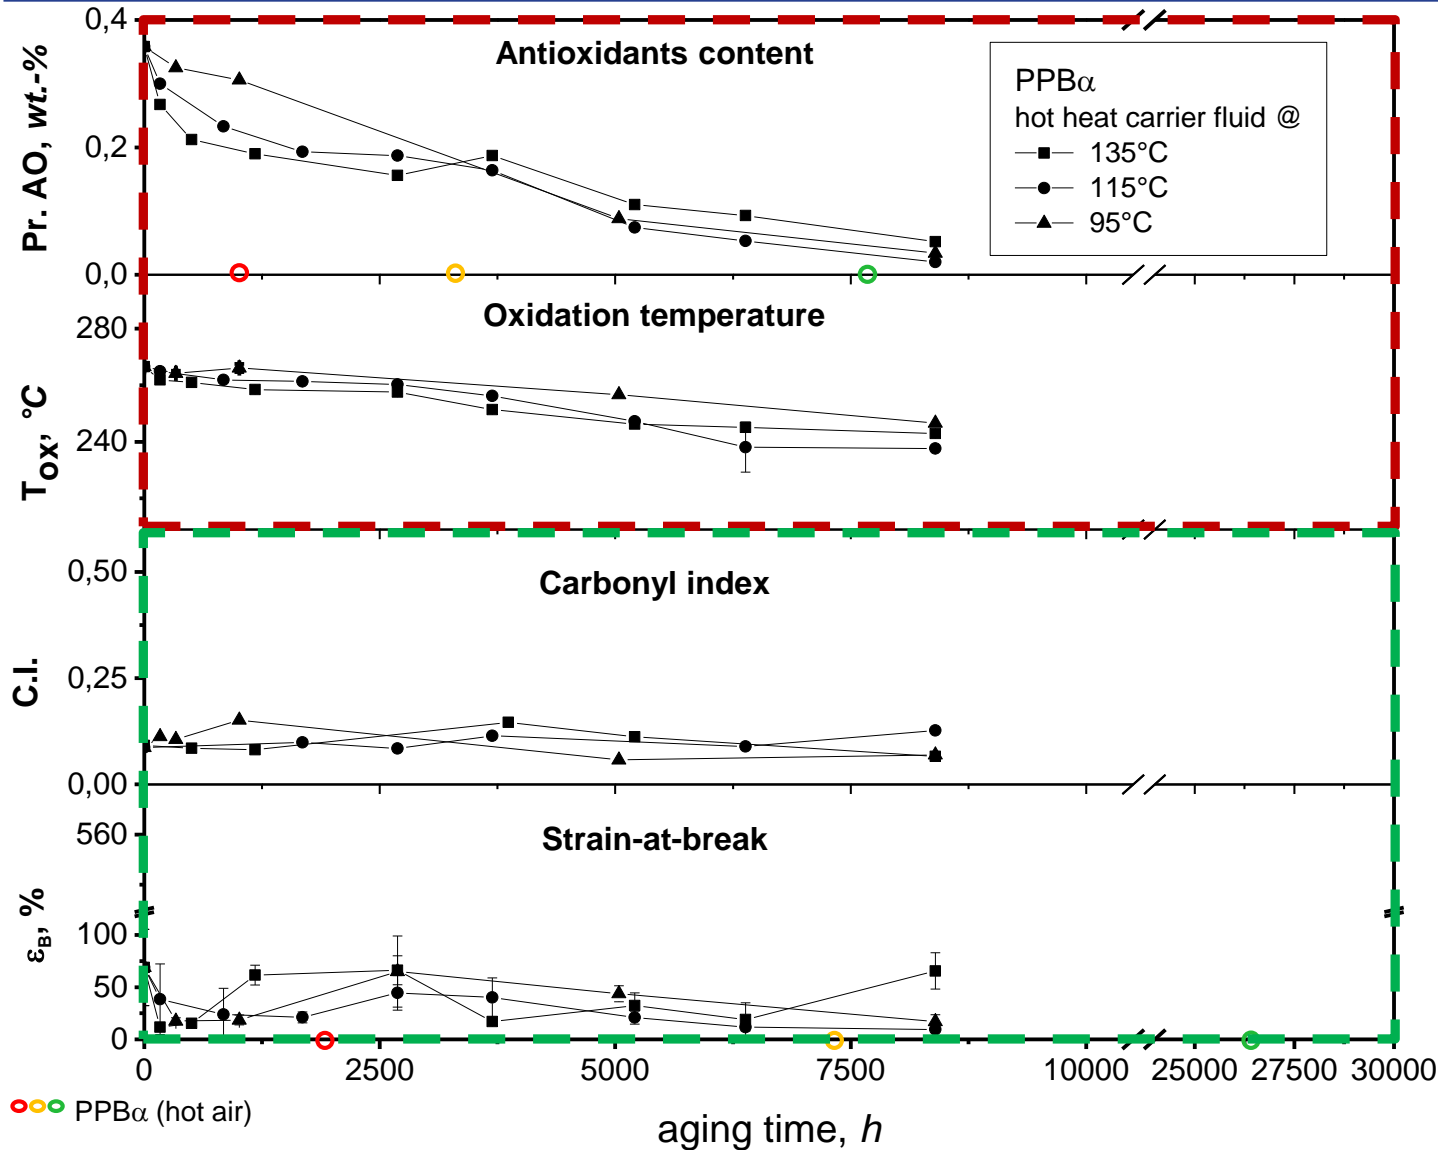 Antioxidants content
Pr. AO, wt.-%
0,4
0,2
0,0
PPBα
hot heat carrier fluid @
135°C
115°C
95°C
Oxidation temperature
Tox, °C
280
240
Carbonyl index
C.I.
0,50
0,25
0,00
Strain-at-break
εB, %
560
100
50
0
0 2500 5000 7500 10000 25000 27500 30000
PPBα (hot air)
aging time, h